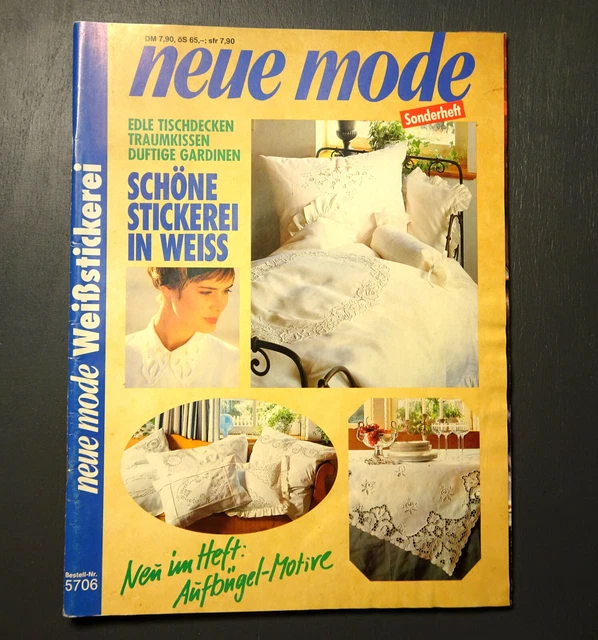 DM 7,90, öS 65,–; sfr 7,90
neue mode
Sonderheft
EDLE TISCHDECKEN
TRAUMKISSEN
DUFTIGE GARDINEN
SCHÖNE
STICKEREI
IN WEISS
neue mode Weißstickerei
Neu im Heft:
Aufbügel-Motive
Bestell-Nr.
5706